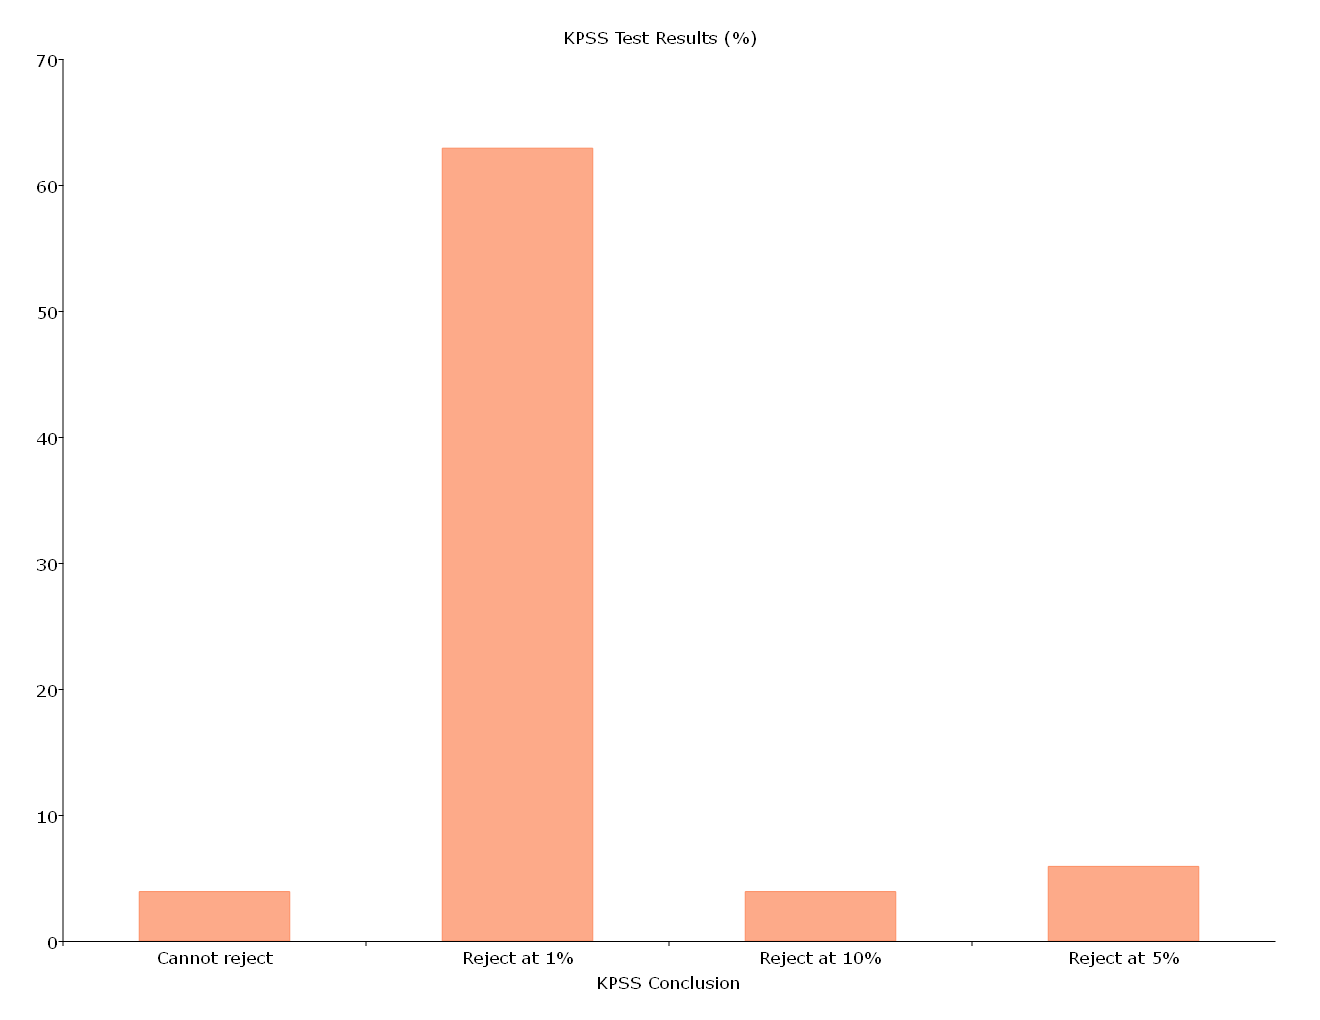 KPSS Test Results (%)
70
60
50
40
30
20
10
0
Cannot reject
Reject at 1%
Reject at 10%
Reject at 5%
KPSS Conclusion